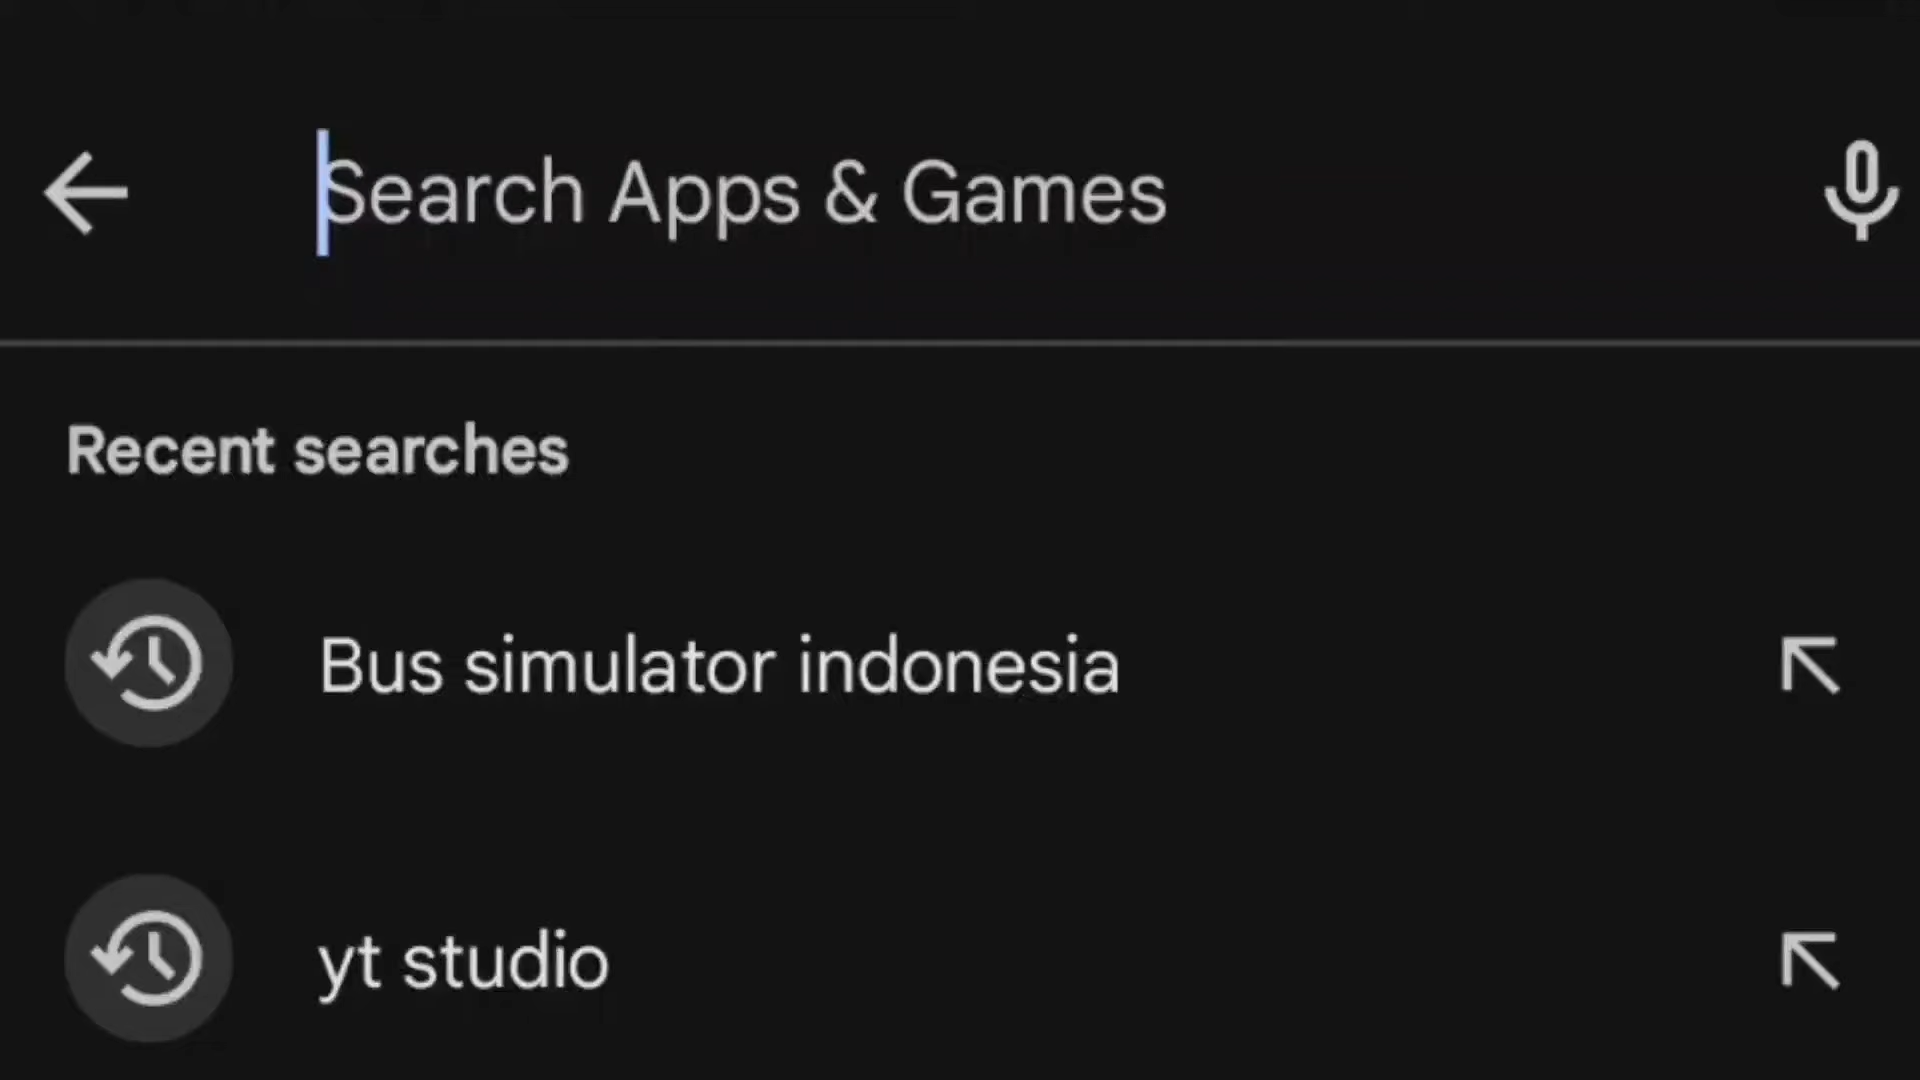 Search Apps & Games
Recent searches
Bus simulator indonesia
yt studio